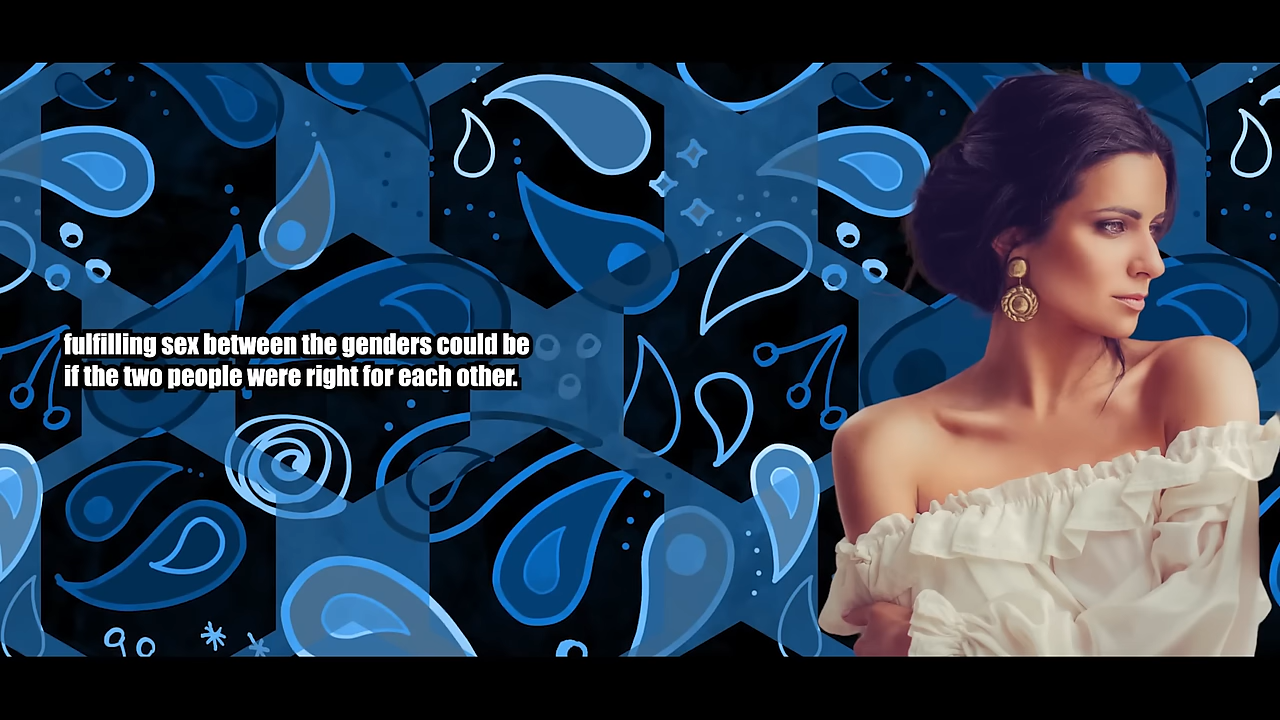 fulfilling sex between the genders could be
if the two people were right for each other.